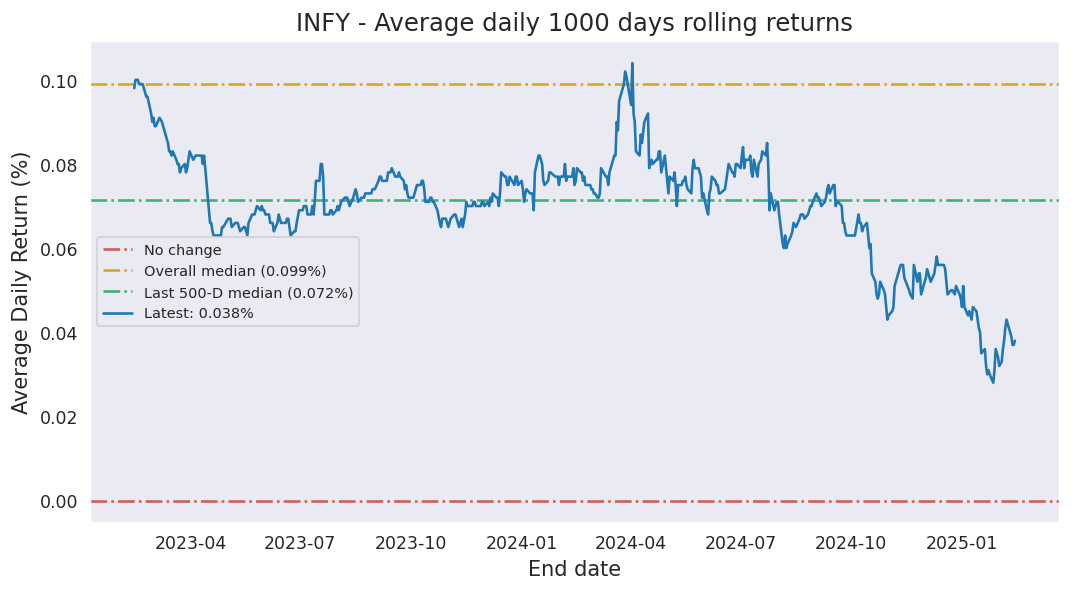 INFY - Average daily 1000 days rolling returns
Average Daily Return (%)
0.10
0.08
0.06
0.04
0.02
0.00
No change
Overall median (0.099%)
Last 500-D median (0.072%)
Latest: 0.038%
2023-04
2023-07
2023-10
2024-01
2024-04
2024-07
2024-10
2025-01
End date